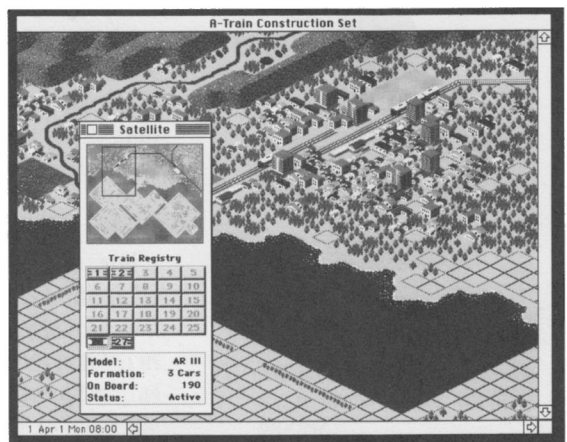 A-Train Construction Set
Satellite
Train Registry
1 2 3 4 5
6 7 8 9 10
11 12 13 14 15
16 17 18 19 20
21 22 23 24 25
27
Model: AR III
Formation: 3 Cars
On Board: 190
Status: Active
1 Apr 1 Mon 08:00